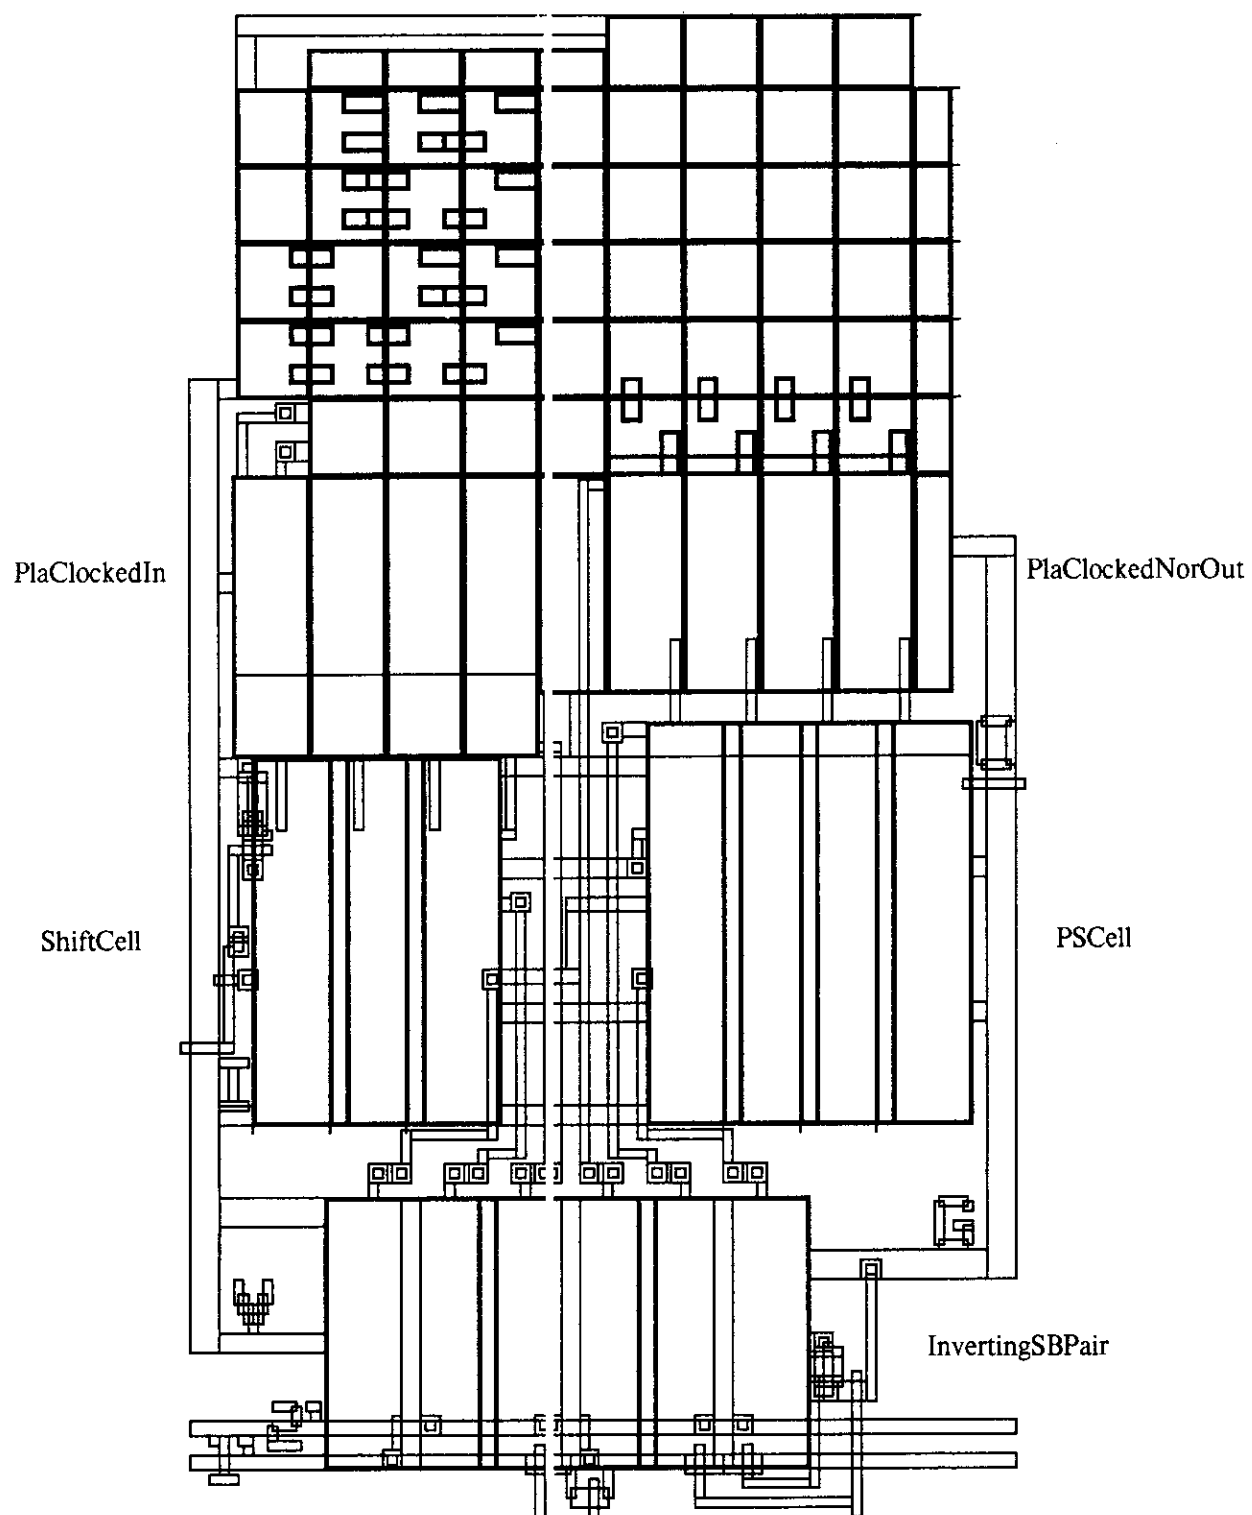 PlaClockedIn
PlaClockedNorOut
ShiftCell
PSCell
InvertingSBPair